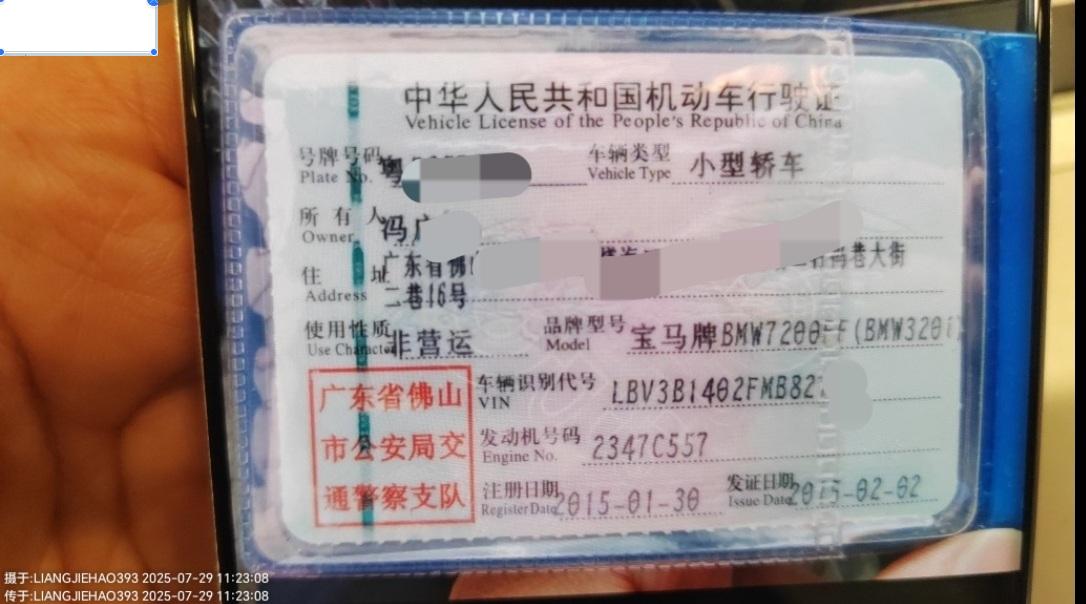 中华人民共和国机动车行驶证
Vehicle License of the People's Republic of China
号牌号码 粤 车辆类型 小型轿车
Plate No. Vehicle Type
所有人 冯广
Owner
住址 广东省佛 巷大街
Address 二巷16号
使用性质 非营运 品牌型号 宝马牌BMW7200 (BMW320
Use Character Model
广东省佛山 车辆识别代号 LBV3B1402FMB82
VIN
市公安局交 发动机号码 2347C557
Engine No.
通警察支队 注册日期 2015-01-30 发证日期 2015-02-02
Register Date Issue Date
摄于:LIANGJIEHAO393 2025-07-29 11:23:08
传于:LIANGJIEHAO393 2025-07-29 11:23:08